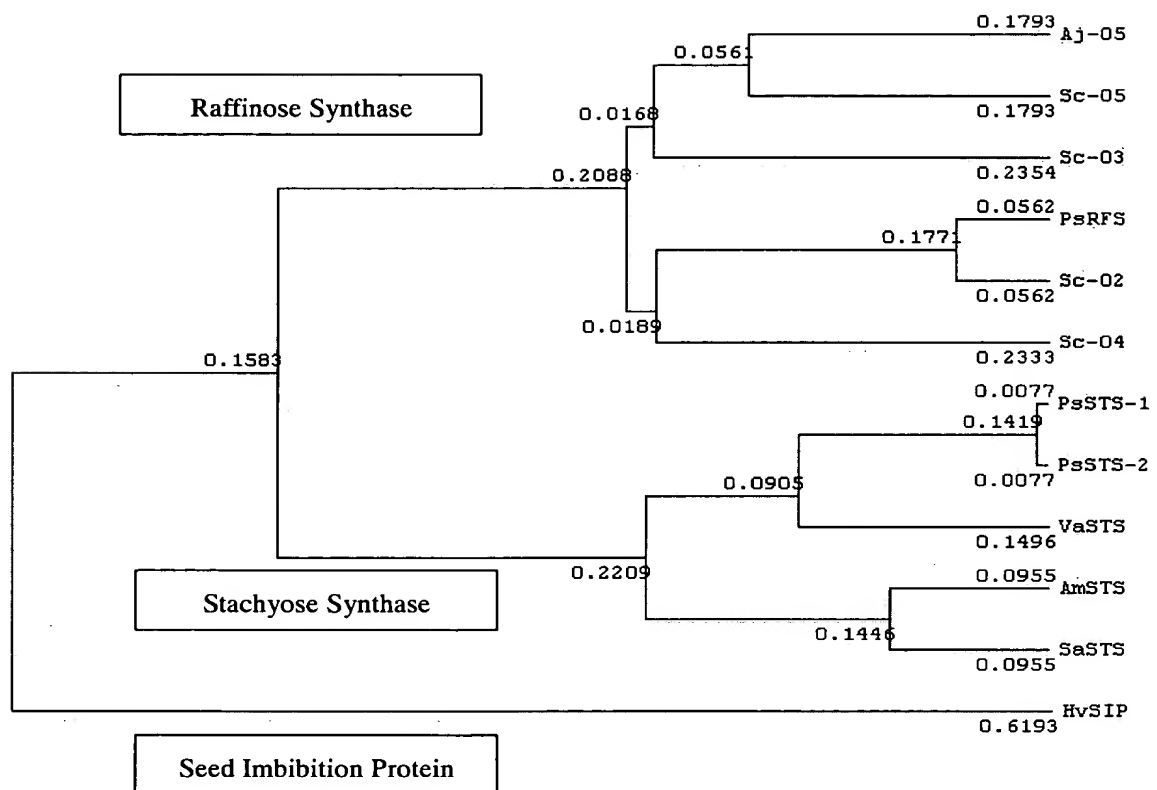 0.1793
Aj-05
0.0561
Raffinose Synthase
Sc-05
0.1793
0.0168
Sc-03
0.2354
0.2088
0.0562
PsRFS
0.1771
Sc-02
0.0562
0.0189
Sc-04
0.2333
0.1583
0.0077
PsSTS-1
0.1419
PsSTS-2
0.0077
0.0905
VaSTS
0.1496
0.2209
0.0955
AmSTS
Stachyose Synthase
0.1446
SaSTS
0.0955
HvSIP
0.6193
Seed Imbibition Protein